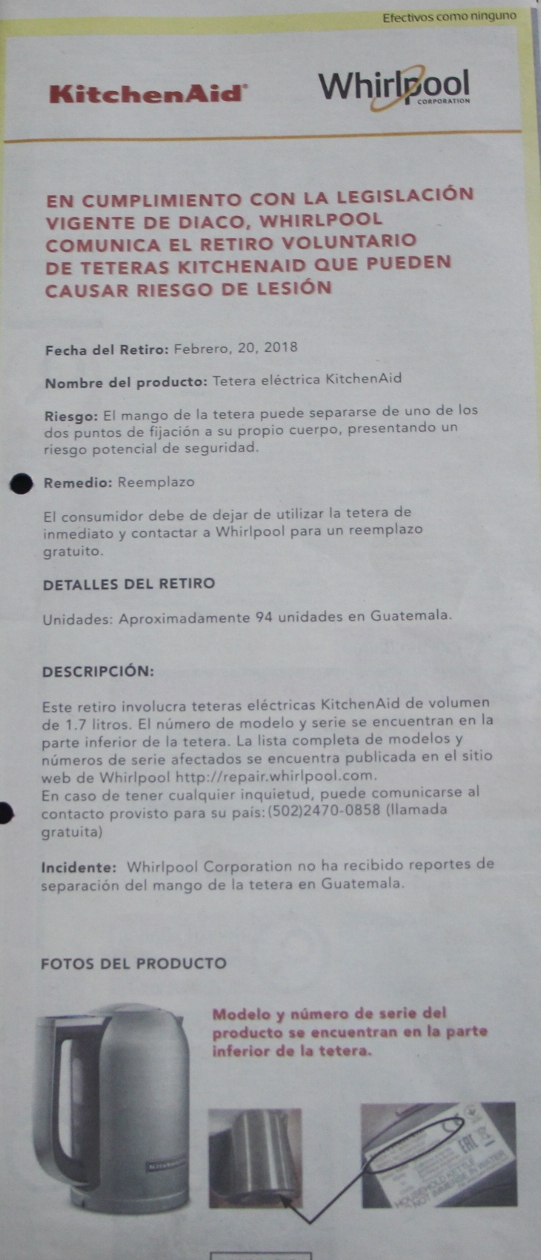 Efectivos como ninguno
KitchenAid®
Whirlpool
CORPORATION
EN CUMPLIMIENTO CON LA LEGISLACIÓN
VIGENTE DE DIACO, WHIRLPOOL
COMUNICA EL RETIRO VOLUNTARIO
DE TETERAS KITCHENAID QUE PUEDEN
CAUSAR RIESGO DE LESIÓN
Fecha del Retiro: Febrero, 20, 2018
Nombre del producto: Tetera eléctrica KitchenAid
Riesgo: El mango de la tetera puede separarse de uno de los
dos puntos de fijación a su propio cuerpo, presentando un
riesgo potencial de seguridad.
Remedio: Reemplazo
El consumidor debe de dejar de utilizar la tetera de
inmediato y contactar a Whirlpool para un reemplazo
gratuito.
DETALLES DEL RETIRO
Unidades: Aproximadamente 94 unidades en Guatemala.
DESCRIPCIÓN:
Este retiro involucra teteras eléctricas KitchenAid de volumen
de 1.7 litros. El número de modelo y serie se encuentran en la
parte inferior de la tetera. La lista completa de modelos y
números de serie afectados se encuentra publicada en el sitio
web de Whirlpool http://repair.whirlpool.com.
En caso de tener cualquier inquietud, puede comunicarse al
contacto provisto para su país:(502)2470-0858 (llamada
gratuita)
Incidente: Whirlpool Corporation no ha recibido reportes de
separación del mango de la tetera en Guatemala.
FOTOS DEL PRODUCTO
Modelo y número de serie del
producto se encuentran en la parte
inferior de la tetera.
EAC
HOUSEHOLD KETTLE